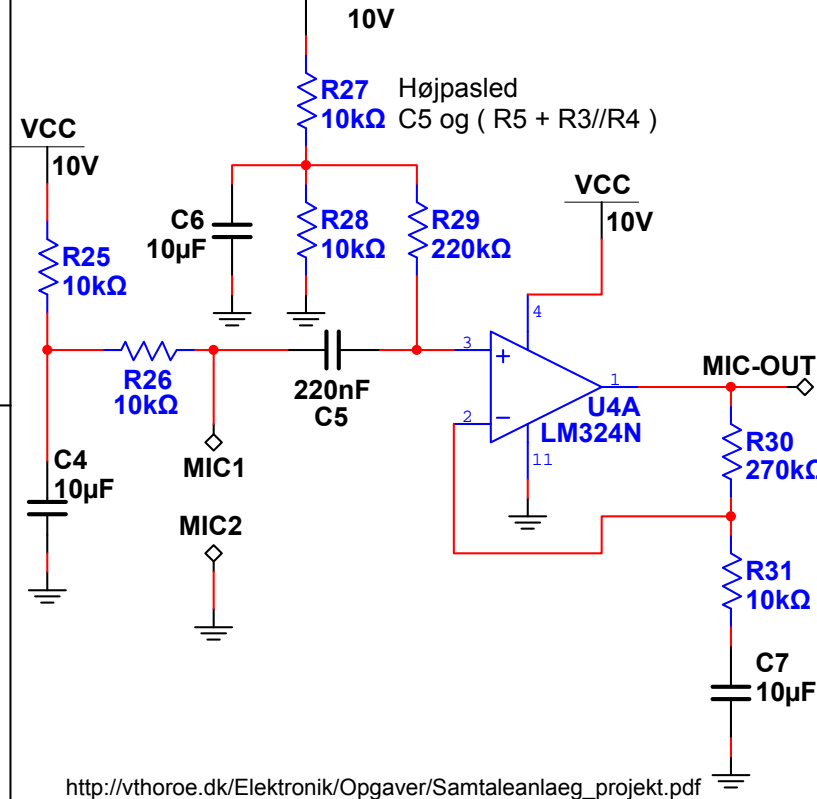 10V
R27
10kΩ
Højpasled
C5 og ( R5 + R3//R4 )
VCC
10V
VCC
10V
C6
10µF
R28
10kΩ
R29
220kΩ
R25
10kΩ
4
3
+
R26
10kΩ
220nF
C5
1
MIC-OUT
2
−
U4A
LM324N
11
R30
270kΩ
MIC1
C4
10µF
MIC2
R31
10kΩ
C7
10µF
http://vthoroe.dk/Elektronik/Opgaver/Samtaleanlaeg_projekt.pdf